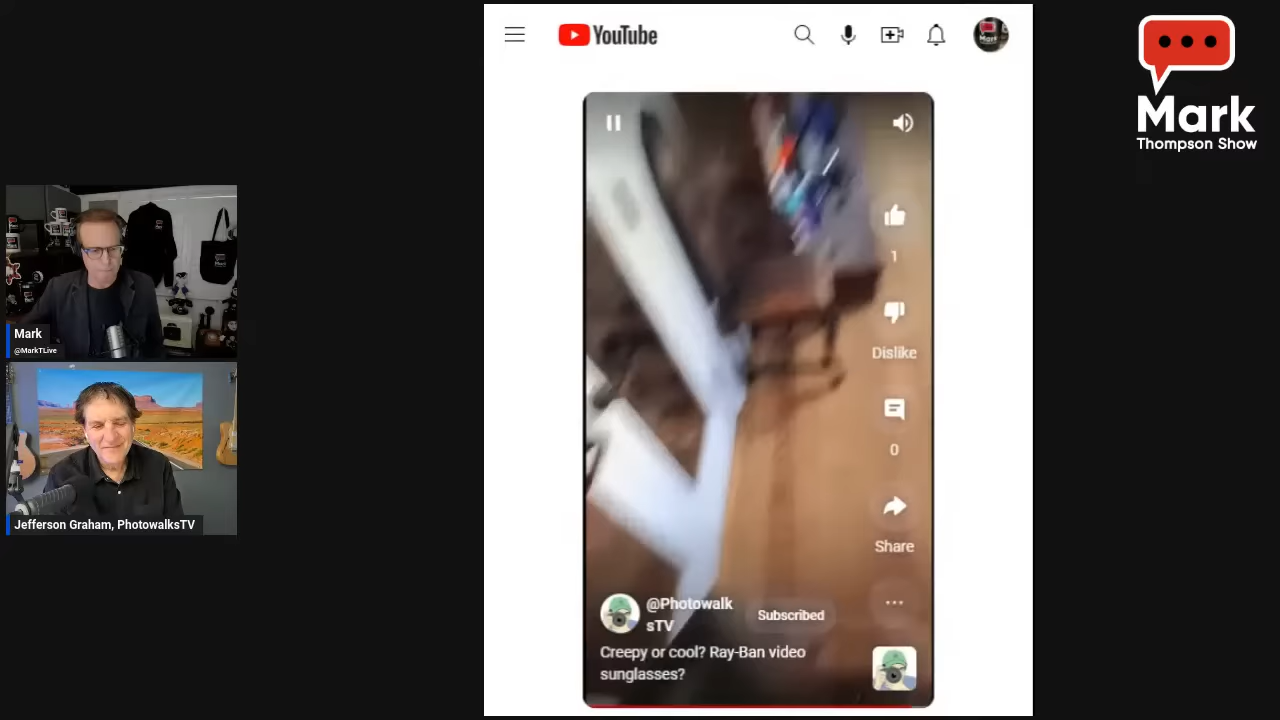 YouTube
Mark
Thompson Show
1
Dislike
0
Share
Mark
@MarkTLive
Jefferson Graham, PhotowalksTV
@Photowalk
sTV
Subscribed
Creepy or cool? Ray-Ban video
sunglasses?